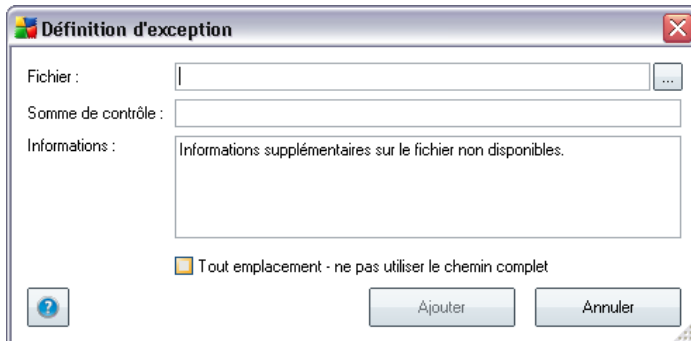 Définition d'exception
Fichier :
...
Somme de contrôle :
Informations :
Informations supplémentaires sur le fichier non disponibles.
Tout emplacement - ne pas utiliser le chemin complet
?
Ajouter
Annuler